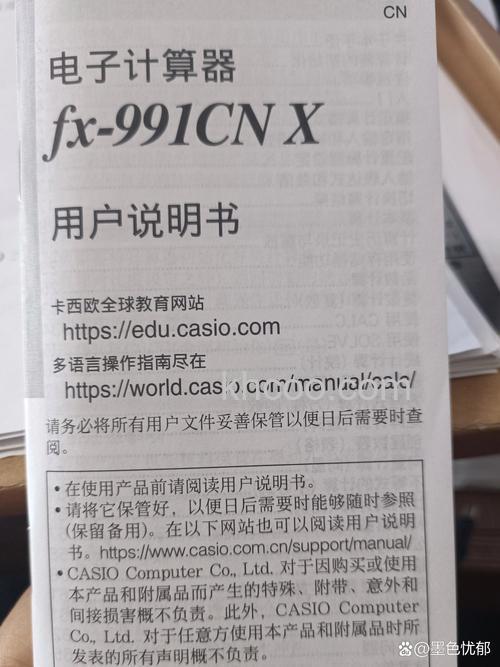 CN
电子计算器
fx-991CN X
用户说明书
卡西欧全球教育网站
https://edu.casio.com
多语言操作指南尽在
https://world.casio.com/manual/calc/
请务必将所有用户文件妥善保管以便日后需要时查
阅。
• 在使用产品前请阅读用户说明书。
• 请将它保管好，以便日后需要时能够随时参照
(保留备用)。在以下网站也可以阅读用户说明
书。https://www.casio.com.cn/support/manual/
• CASIO Computer Co., Ltd. 对于因购买或使用
本产品和附属品而产生的特殊、附带、意外和
间接损害概不负责。此外，CASIO Computer
Co., Ltd. 对于任意方使用本产品和附属品时所
发表的所有声明概不负责。
@墨色忧郁